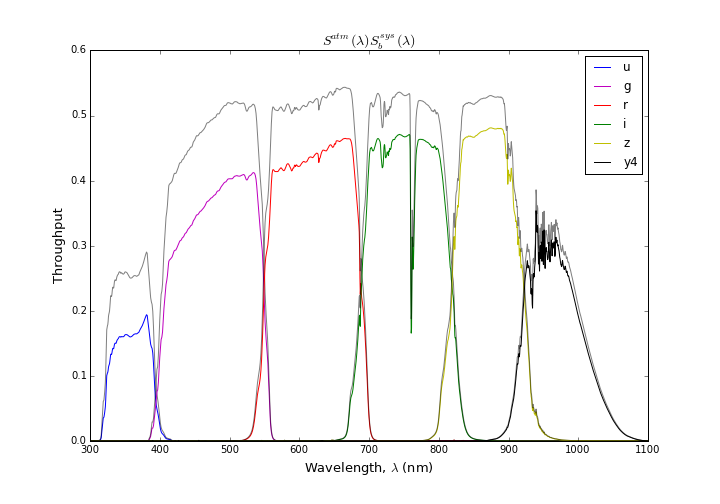 S^{atm}(λ)S_b^{sys}(λ)
0.6
0.5
0.4
0.3
0.2
0.1
0.0
Throughput
u
g
r
i
z
y4
300 400 500 600 700 800 900 1000 1100
Wavelength, λ (nm)